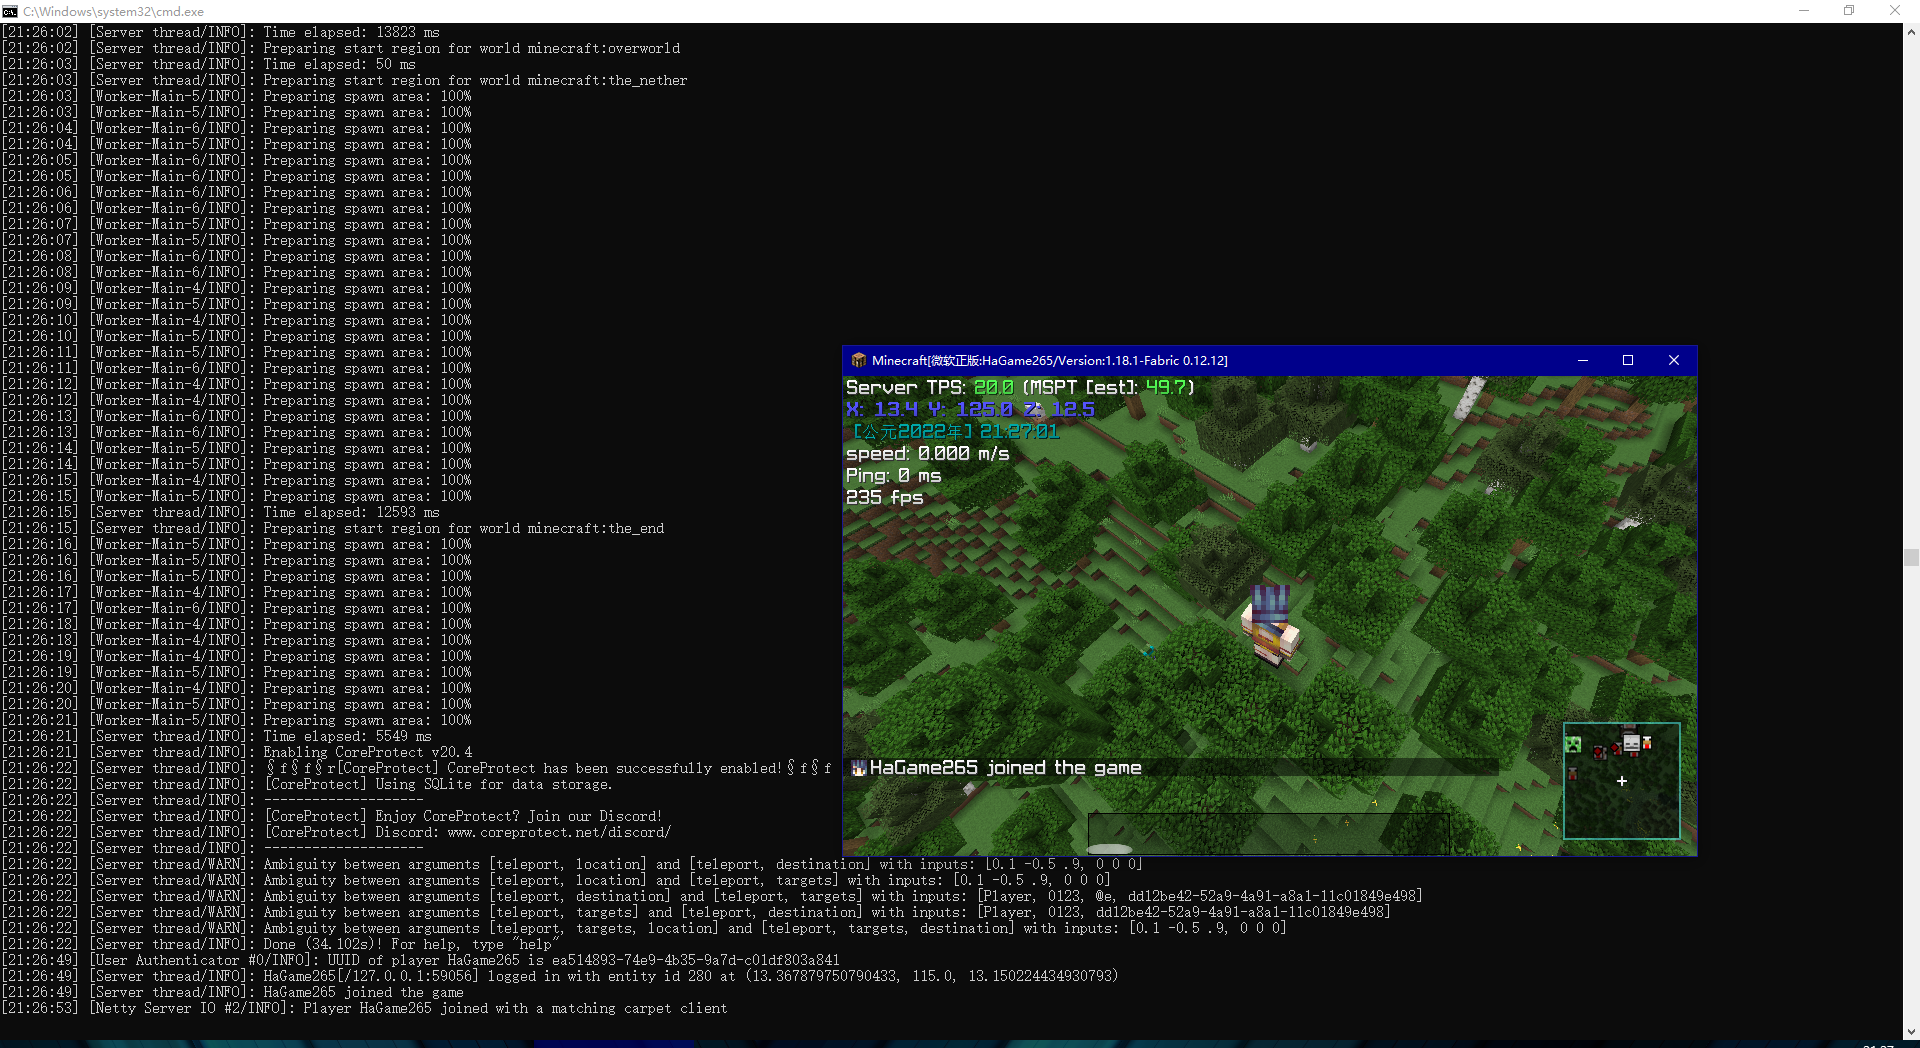 C:\Windows\system32\cmd.exe
[21:26:02] [Server thread/INFO]: Time elapsed: 13823 ms
[21:26:02] [Server thread/INFO]: Preparing start region for world minecraft:overworld
[21:26:03] [Server thread/INFO]: Time elapsed: 50 ms
[21:26:03] [Server thread/INFO]: Preparing start region for world minecraft:the_nether
[21:26:03] [Worker-Main-5/INFO]: Preparing spawn area: 100%
[21:26:03] [Worker-Main-5/INFO]: Preparing spawn area: 100%
[21:26:04] [Worker-Main-6/INFO]: Preparing spawn area: 100%
[21:26:04] [Worker-Main-5/INFO]: Preparing spawn area: 100%
[21:26:05] [Worker-Main-6/INFO]: Preparing spawn area: 100%
[21:26:05] [Worker-Main-6/INFO]: Preparing spawn area: 100%
[21:26:06] [Worker-Main-6/INFO]: Preparing spawn area: 100%
[21:26:06] [Worker-Main-6/INFO]: Preparing spawn area: 100%
[21:26:07] [Worker-Main-5/INFO]: Preparing spawn area: 100%
[21:26:07] [Worker-Main-5/INFO]: Preparing spawn area: 100%
[21:26:08] [Worker-Main-6/INFO]: Preparing spawn area: 100%
[21:26:08] [Worker-Main-6/INFO]: Preparing spawn area: 100%
[21:26:09] [Worker-Main-4/INFO]: Preparing spawn area: 100%
[21:26:09] [Worker-Main-5/INFO]: Preparing spawn area: 100%
[21:26:10] [Worker-Main-4/INFO]: Preparing spawn area: 100%
[21:26:10] [Worker-Main-5/INFO]: Preparing spawn area: 100%
[21:26:11] [Worker-Main-5/INFO]: Preparing spawn area: 100%
[21:26:11] [Worker-Main-6/INFO]: Preparing spawn area: 100%
[21:26:12] [Worker-Main-4/INFO]: Preparing spawn area: 100%
[21:26:12] [Worker-Main-4/INFO]: Preparing spawn area: 100%
[21:26:13] [Worker-Main-6/INFO]: Preparing spawn area: 100%
[21:26:13] [Worker-Main-5/INFO]: Preparing spawn area: 100%
[21:26:14] [Worker-Main-5/INFO]: Preparing spawn area: 100%
[21:26:14] [Worker-Main-5/INFO]: Preparing spawn area: 100%
[21:26:15] [Worker-Main-4/INFO]: Preparing spawn area: 100%
[21:26:15] [Worker-Main-5/INFO]: Preparing spawn area: 100%
[21:26:15] [Server thread/INFO]: Time elapsed: 12593 ms
[21:26:15] [Server thread/INFO]: Preparing start region for world minecraft:the_end
[21:26:16] [Worker-Main-5/INFO]: Preparing spawn area: 100%
[21:26:16] [Worker-Main-5/INFO]: Preparing spawn area: 100%
[21:26:16] [Worker-Main-5/INFO]: Preparing spawn area: 100%
[21:26:17] [Worker-Main-4/INFO]: Preparing spawn area: 100%
[21:26:17] [Worker-Main-6/INFO]: Preparing spawn area: 100%
[21:26:18] [Worker-Main-4/INFO]: Preparing spawn area: 100%
[21:26:18] [Worker-Main-4/INFO]: Preparing spawn area: 100%
[21:26:19] [Worker-Main-4/INFO]: Preparing spawn area: 100%
[21:26:19] [Worker-Main-5/INFO]: Preparing spawn area: 100%
[21:26:20] [Worker-Main-4/INFO]: Preparing spawn area: 100%
[21:26:20] [Worker-Main-5/INFO]: Preparing spawn area: 100%
[21:26:21] [Worker-Main-5/INFO]: Preparing spawn area: 100%
[21:26:21] [Server thread/INFO]: Time elapsed: 5549 ms
[21:26:21] [Server thread/INFO]: Enabling CoreProtect v20.4
[21:26:22] [Server thread/INFO]: §f§f§r[CoreProtect] CoreProtect has been successfully enabled!§f§f
[21:26:22] [Server thread/INFO]: [CoreProtect] Using SQLite for data storage.
[21:26:22] [Server thread/INFO]: --------------------
[21:26:22] [Server thread/INFO]: [CoreProtect] Enjoy CoreProtect? Join our Discord!
[21:26:22] [Server thread/INFO]: [CoreProtect] Discord: www.coreprotect.net/discord/
[21:26:22] [Server thread/INFO]: --------------------
[21:26:22] [Server thread/WARN]: Ambiguity between arguments [teleport, location] and [teleport, destination] with inputs: [0.1 -0.5 .9, 0 0 0]
[21:26:22] [Server thread/WARN]: Ambiguity between arguments [teleport, location] and [teleport, targets] with inputs: [0.1 -0.5 .9, 0 0 0]
[21:26:22] [Server thread/WARN]: Ambiguity between arguments [teleport, destination] and [teleport, targets] with inputs: [Player, 0123, @e, dd12be42-52a9-4a91-a8a1-11c01849e498]
[21:26:22] [Server thread/WARN]: Ambiguity between arguments [teleport, targets] and [teleport, destination] with inputs: [Player, 0123, dd12be42-52a9-4a91-a8a1-11c01849e498]
[21:26:22] [Server thread/WARN]: Ambiguity between arguments [teleport, targets, location] and [teleport, targets, destination] with inputs: [0.1 -0.5 .9, 0 0 0]
[21:26:22] [Server thread/INFO]: Done (34.102s)! For help, type "help"
[21:26:49] [User Authenticator #0/INFO]: UUID of player HaGame265 is ea514893-74e9-4b35-9a7d-c01df803a841
[21:26:49] [Server thread/INFO]: HaGame265[/127.0.0.1:59056] logged in with entity id 280 at (13.367879750790433, 115.0, 13.150224434930793)
[21:26:49] [Server thread/INFO]: HaGame265 joined the game
[21:26:53] [Netty Server IO #2/INFO]: Player HaGame265 joined with a matching carpet client
Minecraft[微软正版:HaGame265/Version:1.18.1-Fabric 0.12.12]
Server TPS: 20.0 (MSPT [est]: 49.7)
X: 13.4 Y: 125.0 Z: 12.5
[公元2022年] 21:27:01
speed: 0.000 m/s
Ping: 0 ms
235 fps
HaGame265 joined the game